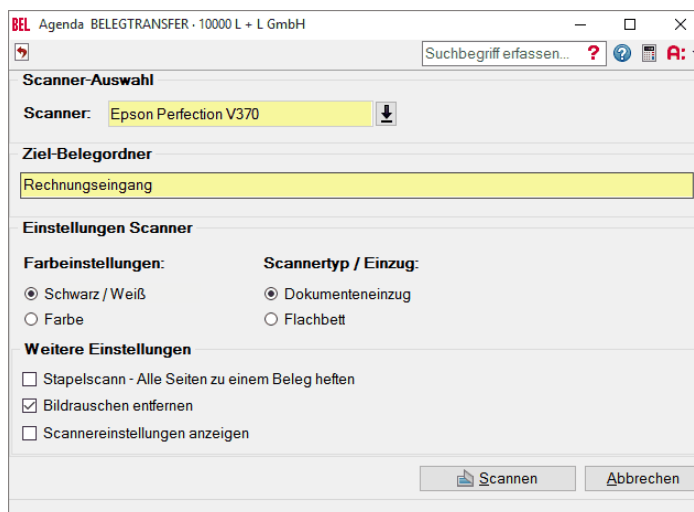 BEL Agenda BELEGTRANSFER · 10000 L + L GmbH
Suchbegriff erfassen... ? ? A:
Scanner-Auswahl
Scanner: Epson Perfection V370
Ziel-Belegordner
Rechnungseingang
Einstellungen Scanner
Farbeinstellungen: Scannertyp / Einzug:
Schwarz / Weiß Dokumenteneinzug
Farbe Flachbett
Weitere Einstellungen
Stapelscann - Alle Seiten zu einem Beleg heften
Bildrauschen entfernen
Scannereinstellungen anzeigen
Scannen Abbrechen